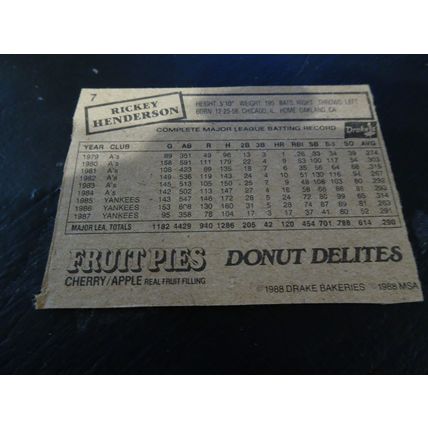 7
RICKEY
HENDERSON
HEIGHT: 5'10" WEIGHT: 195 BATS: RIGHT THROWS: LEFT
BORN: 12-25-58 CHICAGO, IL HOME: OAKLAND, CA
COMPLETE MAJOR LEAGUE BATTING RECORD
Drake's
YEAR CLUB G AB R H 2B 3B HR RBI SB SO AVG
1979 A's 89 351 49 96 13 3 1 26 33 34 39 .274
1980 A's 158 591 111 179 22 4 9 53 100 117 54 .303
1981 A's 108 423 89 135 18 7 6 35 56 64 68 .319
1982 A's 149 536 119 143 24 4 10 51 130 116 94 .267
1983 A's 145 513 105 150 25 7 9 48 108 103 80 .292
1984 A's 142 502 113 147 27 4 16 58 66 86 81 .293
1985 YANKEES 143 547 146 172 28 5 24 72 80 99 65 .314
1986 YANKEES 153 608 130 160 31 5 28 74 87 89 81 .263
1987 YANKEES 95 358 78 104 17 3 17 37 41 80 52 .291
MAJOR LEA. TOTALS 1182 4429 940 1286 205 42 120 454 701 788 614 .290
FRUIT PIES DONUT DELITES
CHERRY/APPLE REAL FRUIT FILLING
©1988 DRAKE BAKERIES ©1988 MSA